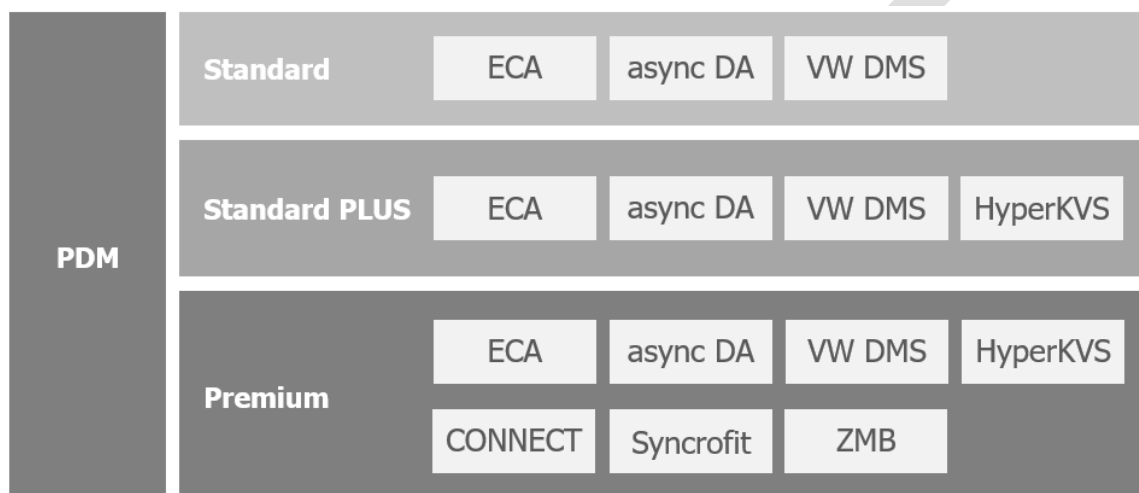 PDM
Standard
ECA
async DA
VW DMS
Standard PLUS
ECA
async DA
VW DMS
HyperKVS
Premium
ECA
async DA
VW DMS
HyperKVS
CONNECT
Syncrofit
ZMB